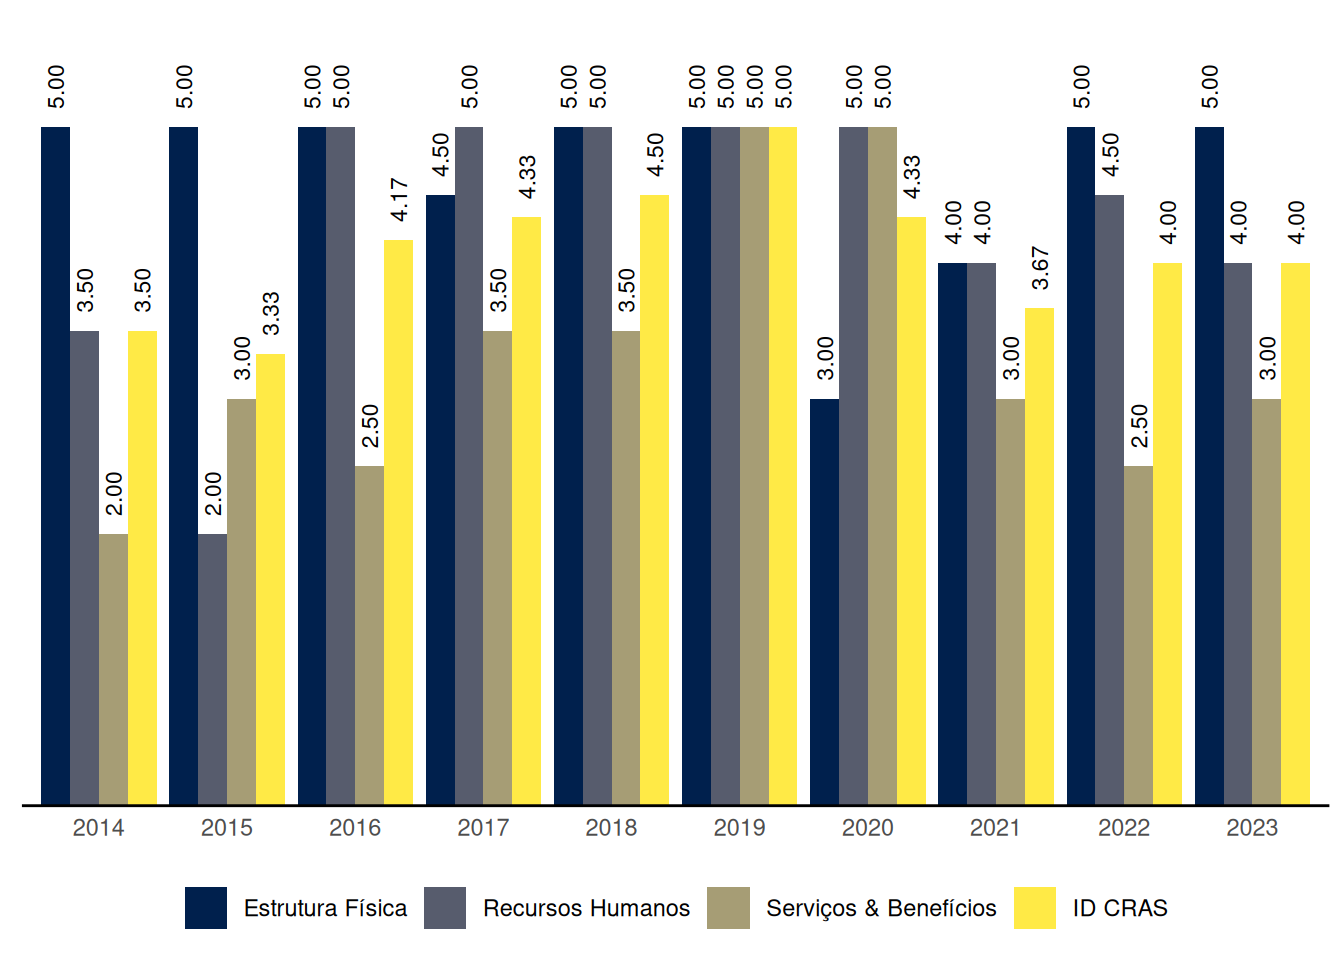 5.00 3.50 2.00 3.50
5.00 2.00 3.00 3.33
5.00 5.00 2.50 4.17
4.50 5.00 3.50 4.33
5.00 5.00 3.50 4.50
5.00 5.00 5.00 5.00
3.00 5.00 5.00 4.33
4.00 4.00 3.00 3.67
5.00 4.50 2.50 4.00
5.00 4.00 3.00 4.00
2014 2015 2016 2017 2018 2019 2020 2021 2022 2023
Estrutura Física Recursos Humanos Serviços & Benefícios ID CRAS